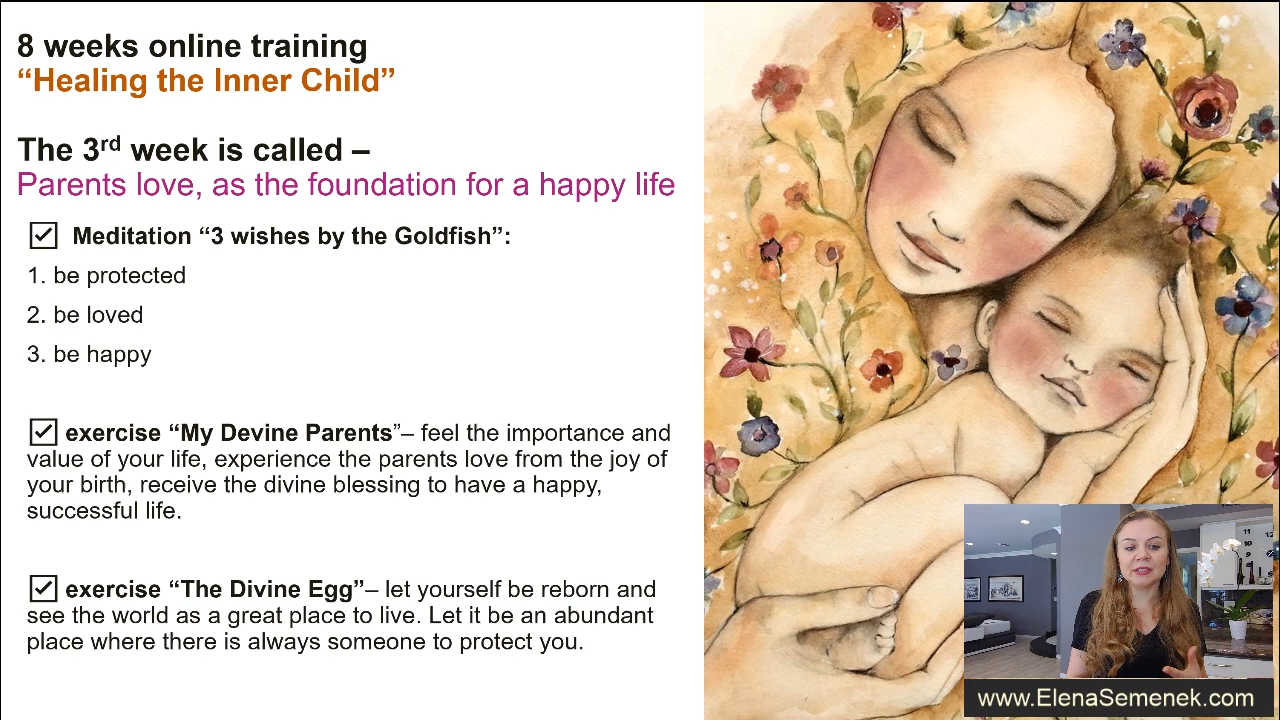 8 weeks online training
“Healing the Inner Child”
The 3rd week is called –
Parents love, as the foundation for a happy life
Meditation “3 wishes by the Goldfish”:
1. be protected
2. be loved
3. be happy
exercise “My Devine Parents”– feel the importance and
value of your life, experience the parents love from the joy of
your birth, receive the divine blessing to have a happy,
successful life.
exercise “The Divine Egg”– let yourself be reborn and
see the world as a great place to live. Let it be an abundant
place where there is always someone to protect you.
11
10
9
www.ElenaSemenek.com